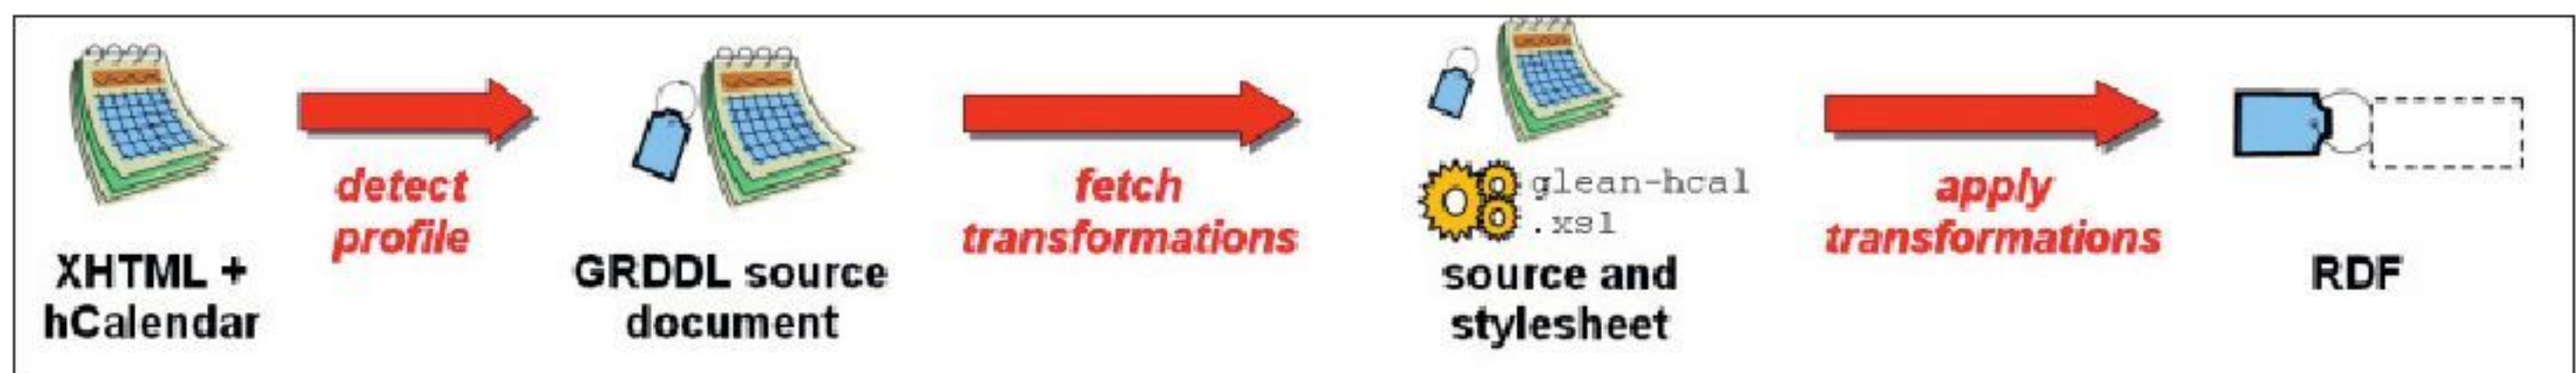 XHTML +
hCalendar
detect
profile
GRDDL source
document
fetch
transformations
glean-hcal
.xsl
source and
stylesheet
apply
transformations
RDF